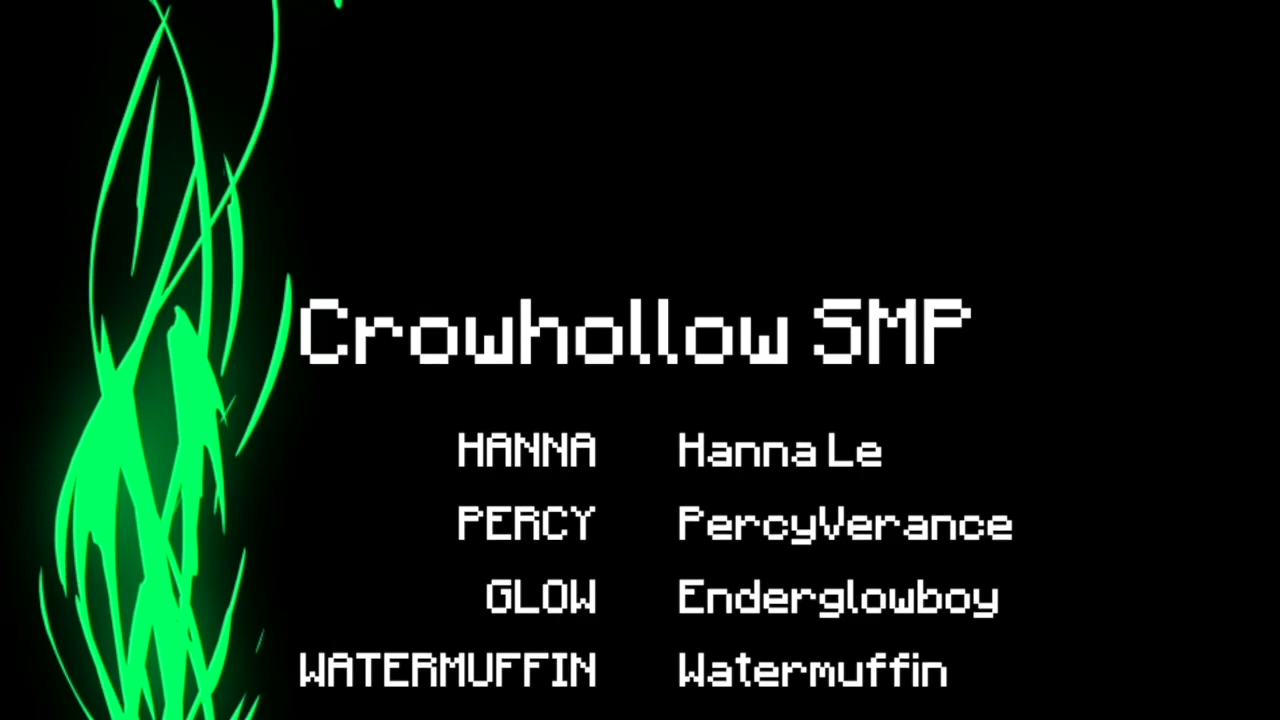 Crowhollow SMP
HANNA Hanna Le
PERCY PercyVerance
GLOW Enderglowboy
WATERMUFFIN Watermuffin